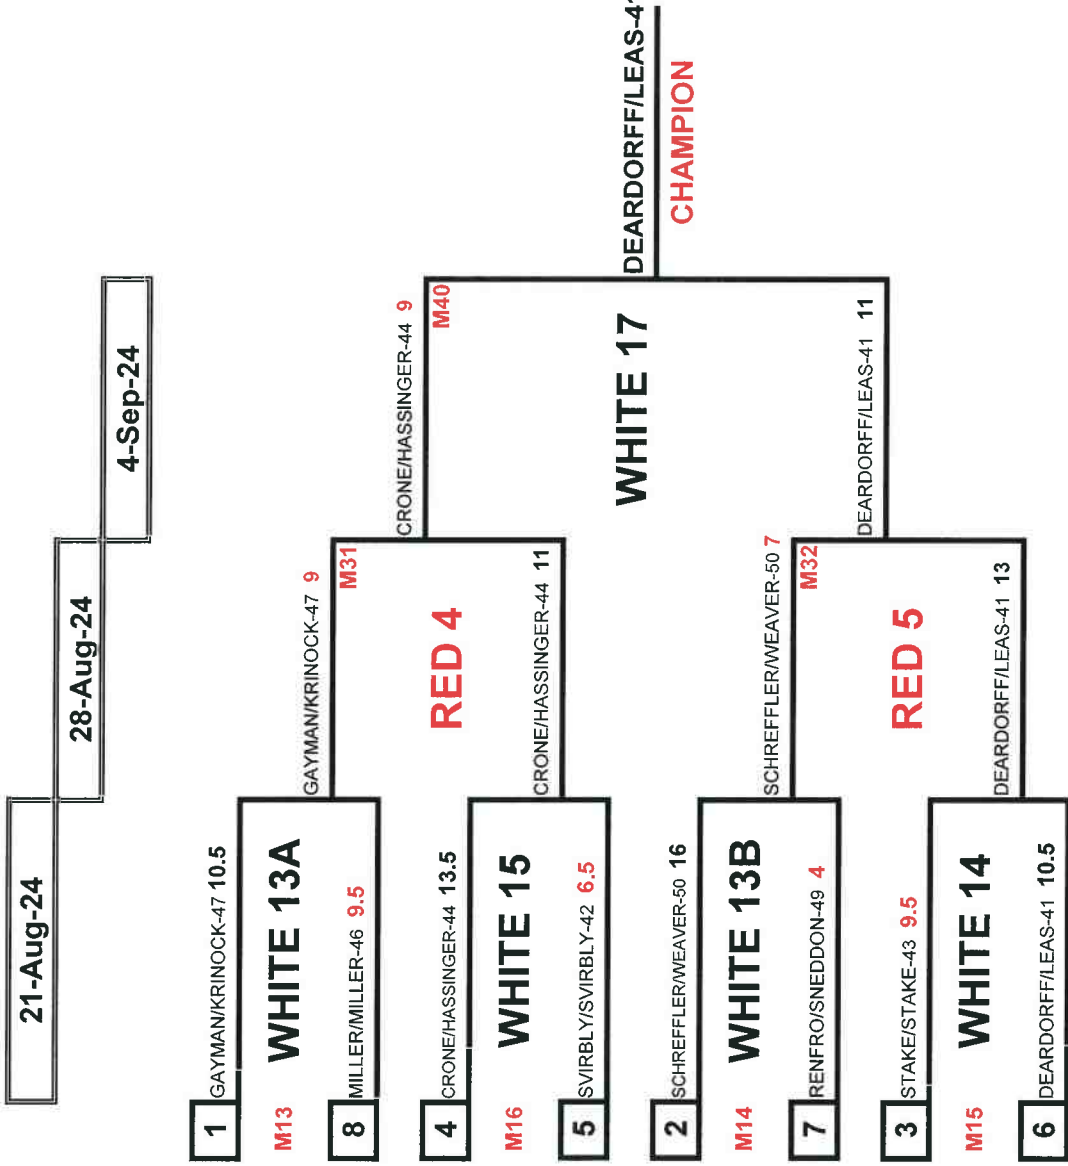 21-Aug-24
28-Aug-24
4-Sep-24
1
GAYMAN/KRINOCK-47 10.5
M13
WHITE 13A
8
MILLER/MILLER-46 9.5
GAYMAN/KRINOCK-47 9
M31
RED 4
4
CRONE/HASSINGER-44 13.5
M16
WHITE 15
5
SVIRBLY/SVIRBLY-42 6.5
CRONE/HASSINGER-44 11
CRONE/HASSINGER-44 9
M40
WHITE 17
2
SCHREFFLER/WEAVER-50 16
M14
WHITE 13B
7
RENFRO/SNEDDON-49 4
SCHREFFLER/WEAVER-50 7
M32
RED 5
3
STAKE/STAKE-43 9.5
M15
WHITE 14
6
DEARDORFF/LEAS-41 10.5
DEARDORFF/LEAS-41 13
DEARDORFF/LEAS-41 11
DEARDORFF/LEAS-41
CHAMPION